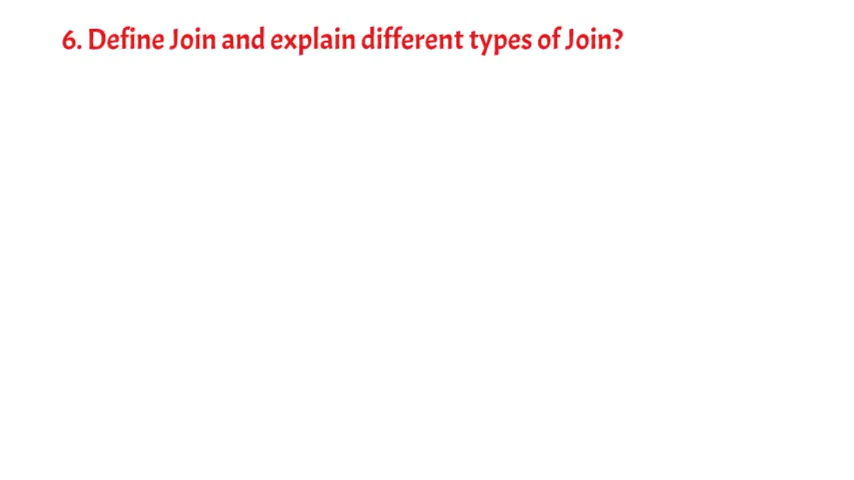 6. Define Join and explain different types of Join?